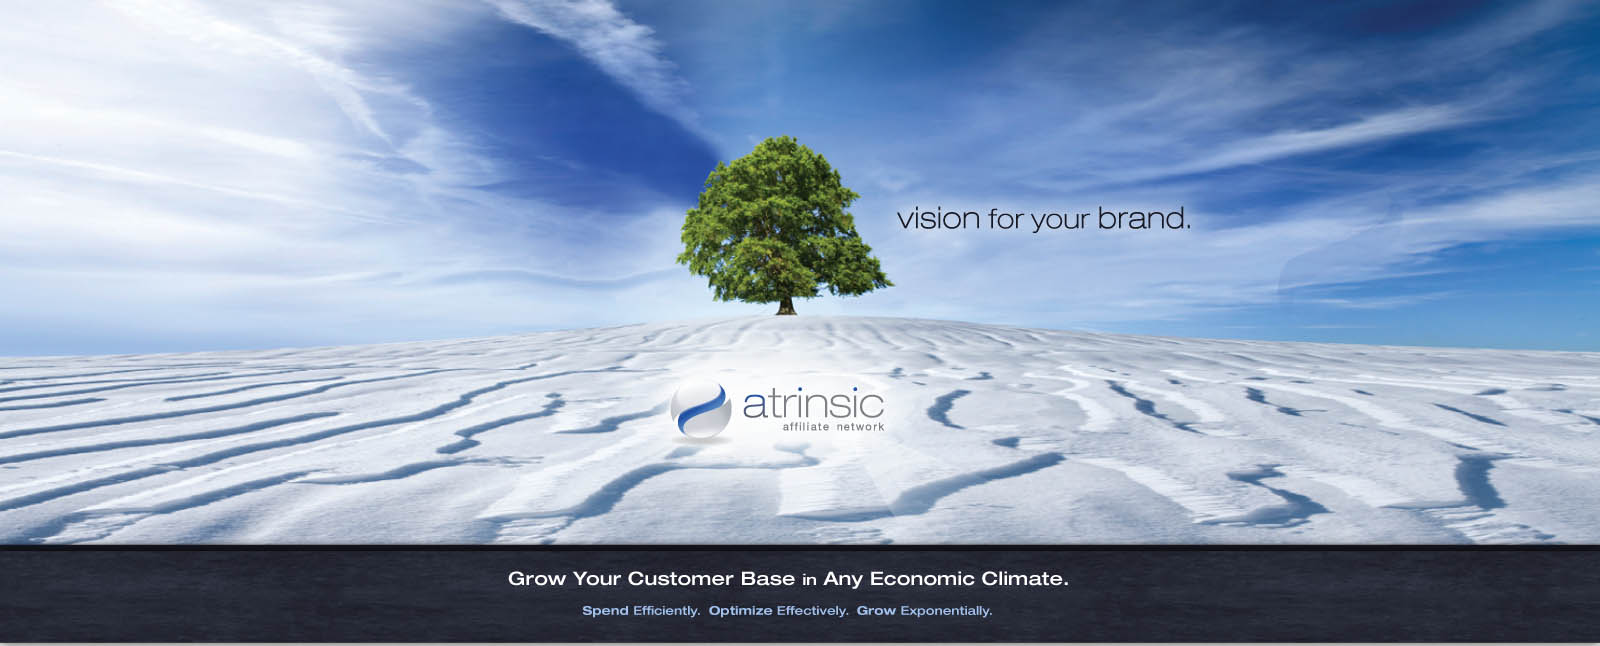 vision for your brand.
atrinsic
affiliate network
Grow Your Customer Base in Any Economic Climate.
Spend Efficiently. Optimize Effectively. Grow Exponentially.